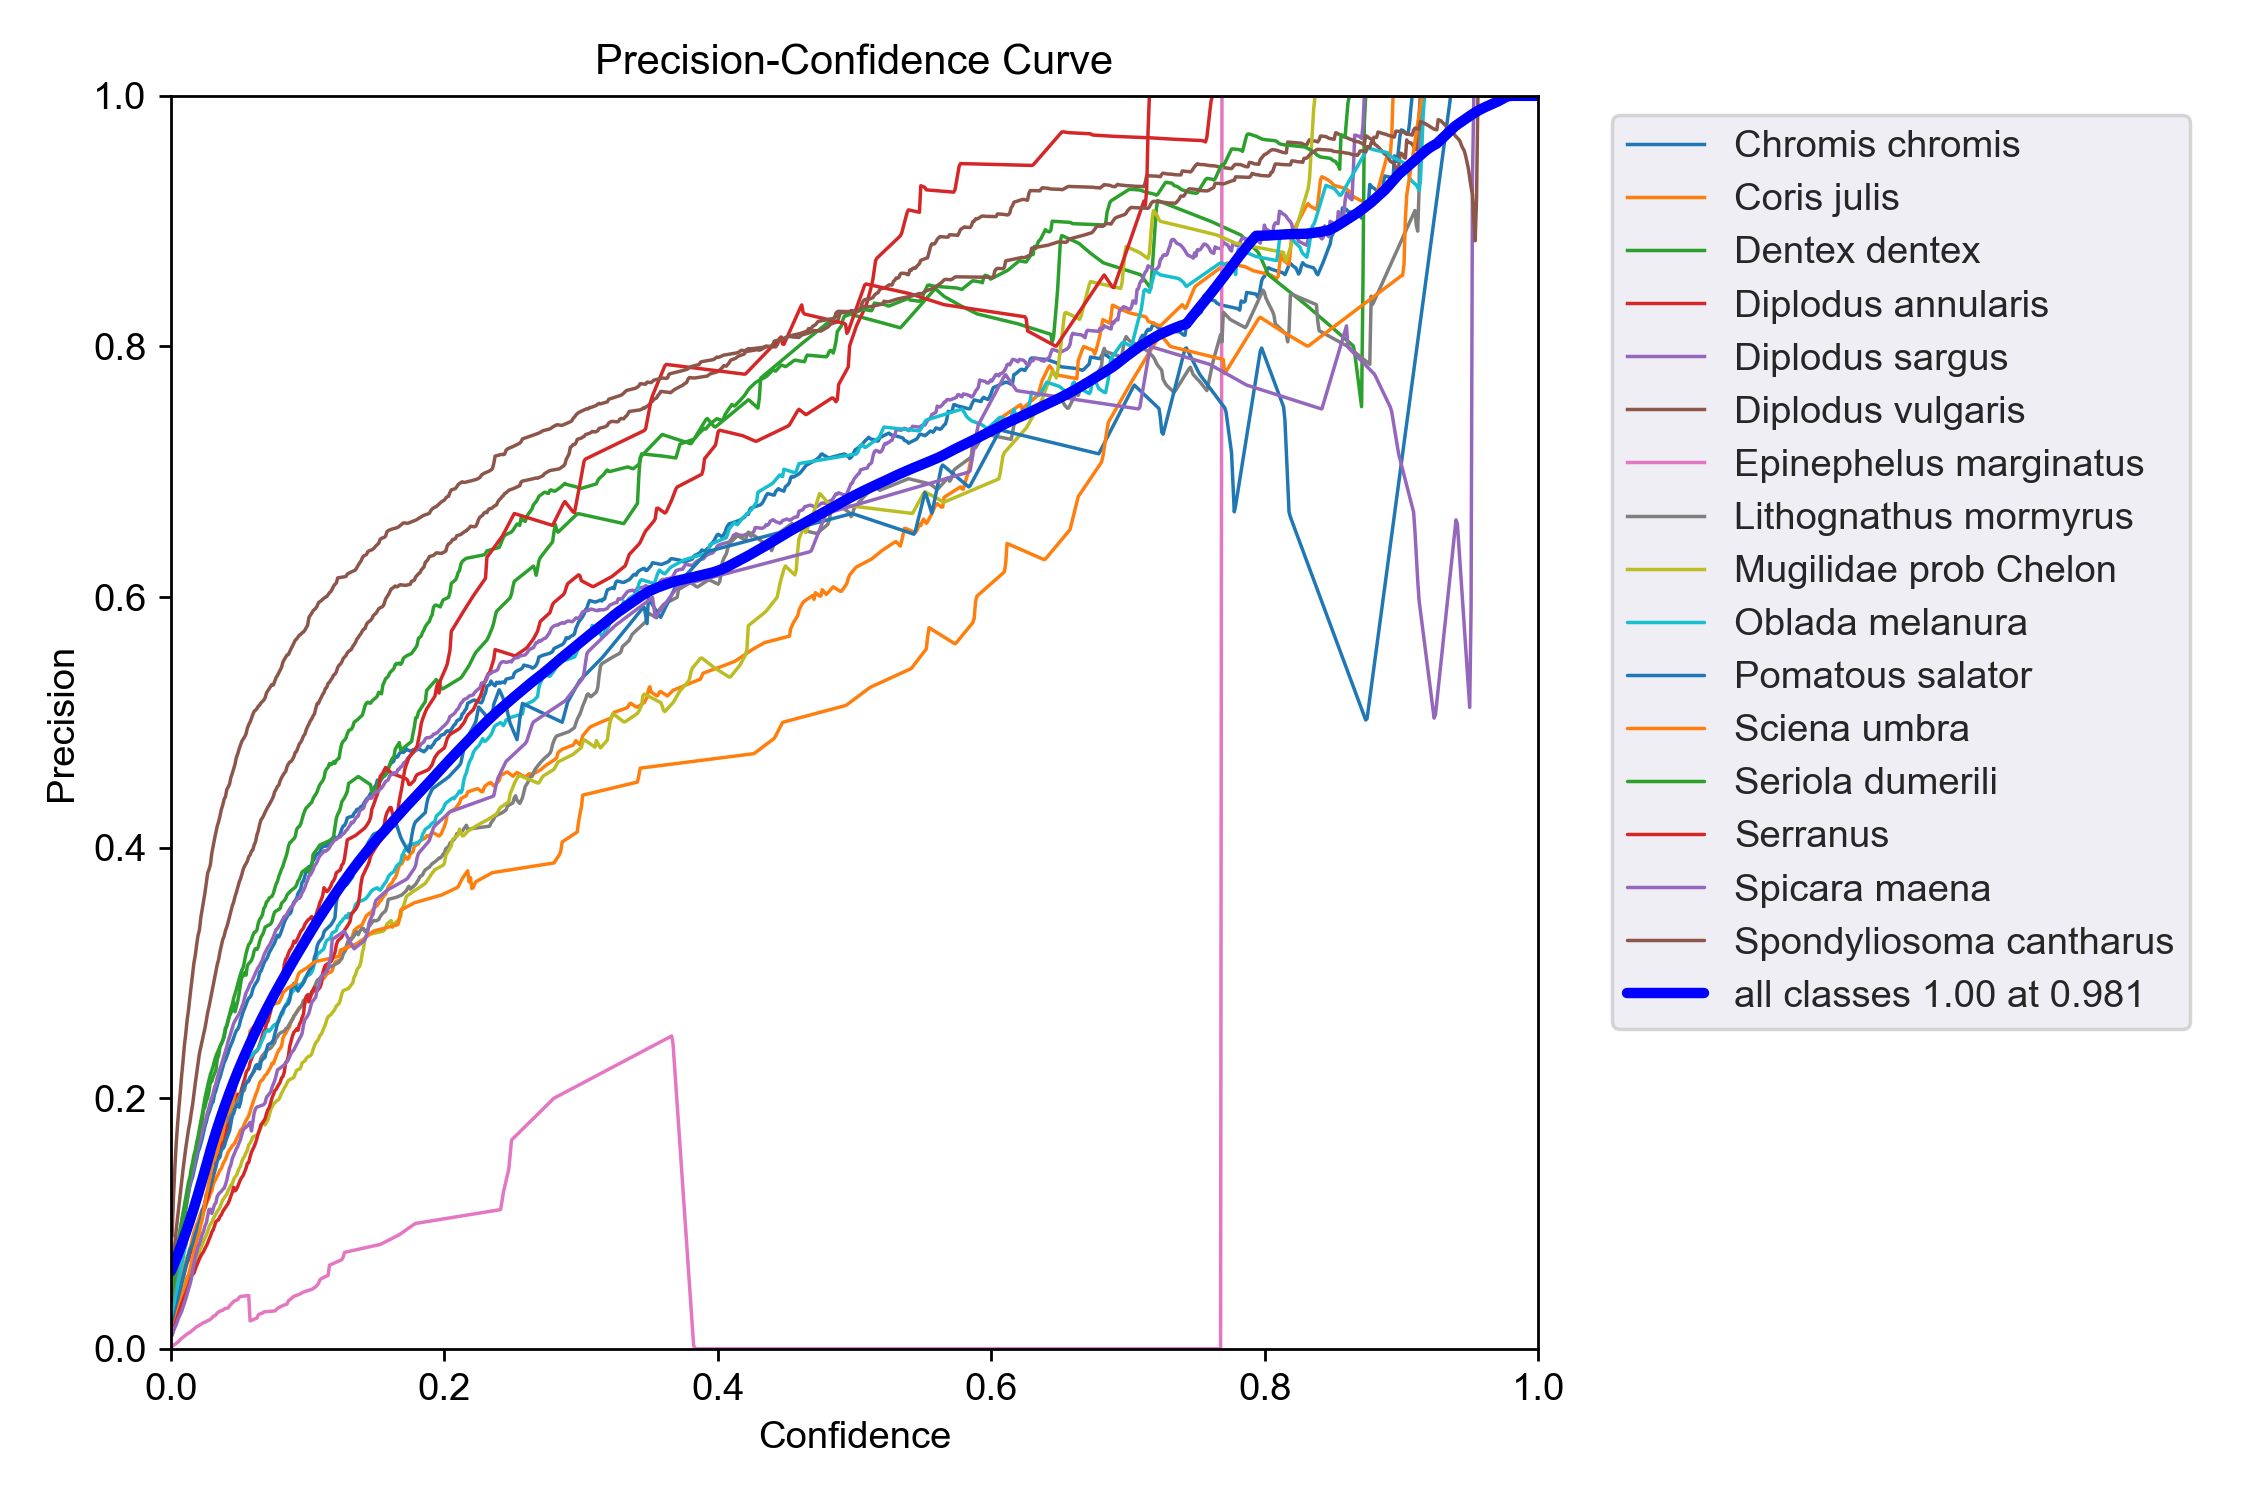 Precision-Confidence Curve
1.0
0.8
0.6
0.4
0.2
0.0
Precision
0.0 0.2 0.4 0.6 0.8 1.0
Confidence
Chromis chromis
Coris julis
Dentex dentex
Diplodus annularis
Diplodus sargus
Diplodus vulgaris
Epinephelus marginatus
Lithognathus mormyrus
Mugilidae prob Chelon
Oblada melanura
Pomatous salator
Sciena umbra
Seriola dumerili
Serranus
Spicara maena
Spondyliosoma cantharus
all classes 1.00 at 0.981